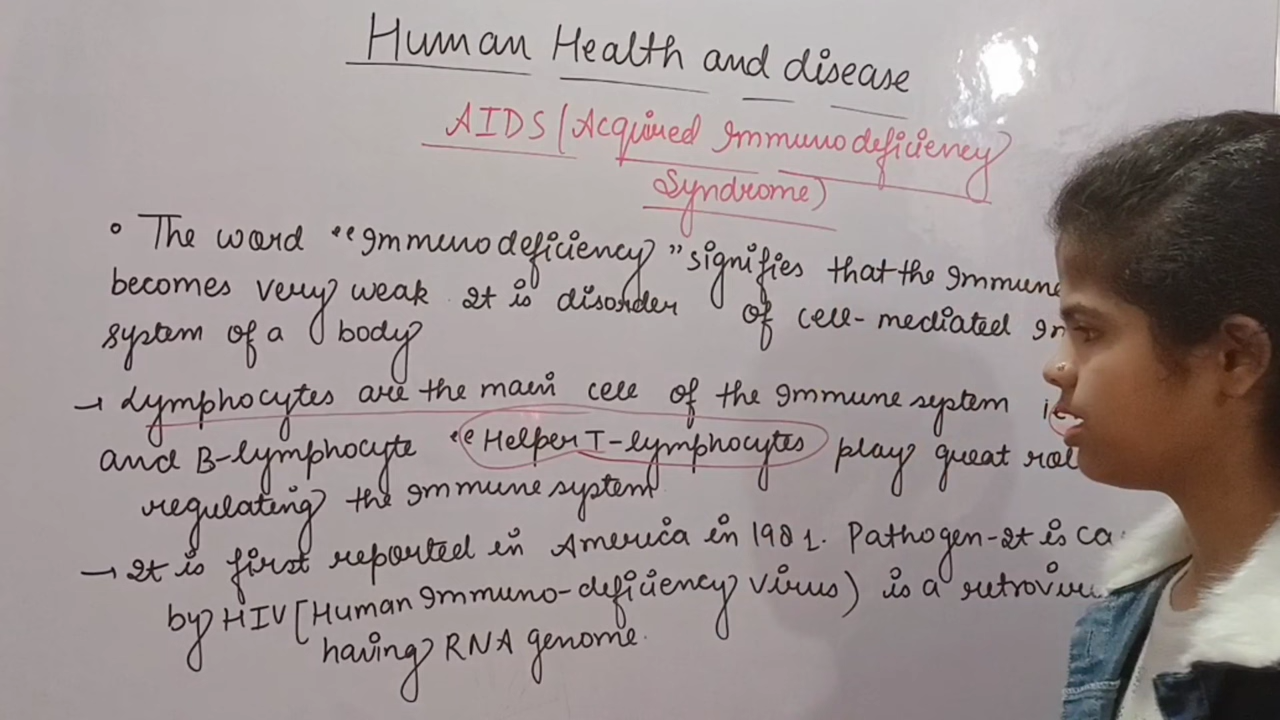 Human Health and disease
AIDS (Acquired Immunodeficiency
Syndrome)
• The word "Immunodeficiency" signifies that the Immune
becomes very weak. It is disorder of cell-mediated
system of a body
→ Lymphocytes are the main cell of the Immune system
and B-lymphocyte "Helper T-lymphocytes play great
regulating the Immune system
→ It is first reported in America in 1981. Pathogen-It is
by HIV [Human Immuno-deficiency Virus) is a
having RNA genome.